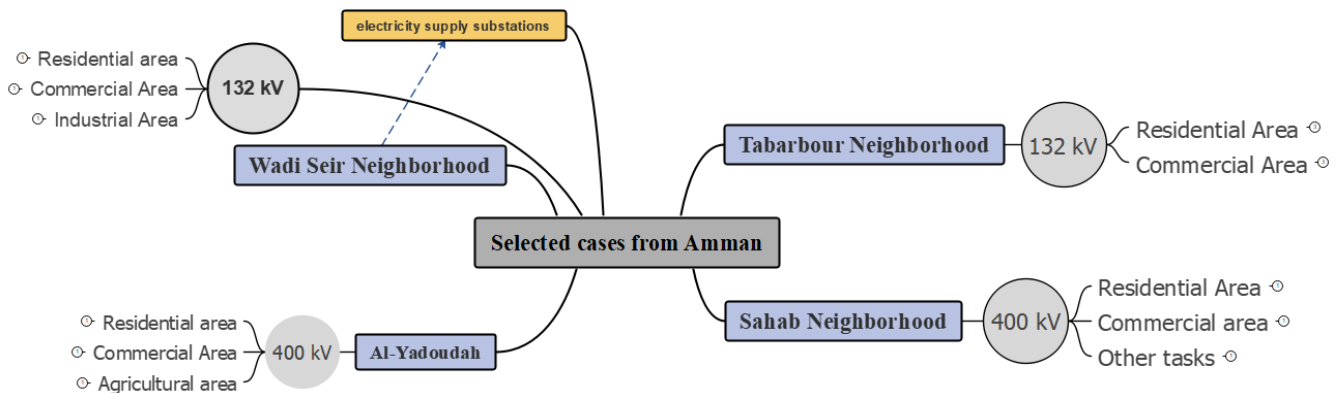 electricity supply substations
Residential area
Commercial Area
Industrial Area
132 kV
Wadi Seir Neighborhood
Tabarbour Neighborhood
132 kV
Residential Area
Commercial Area
Selected cases from Amman
Residential area
Commercial Area
Agricultural area
400 kV
Al-Yadoudah
Sahab Neighborhood
400 kV
Residential Area
Commercial area
Other tasks